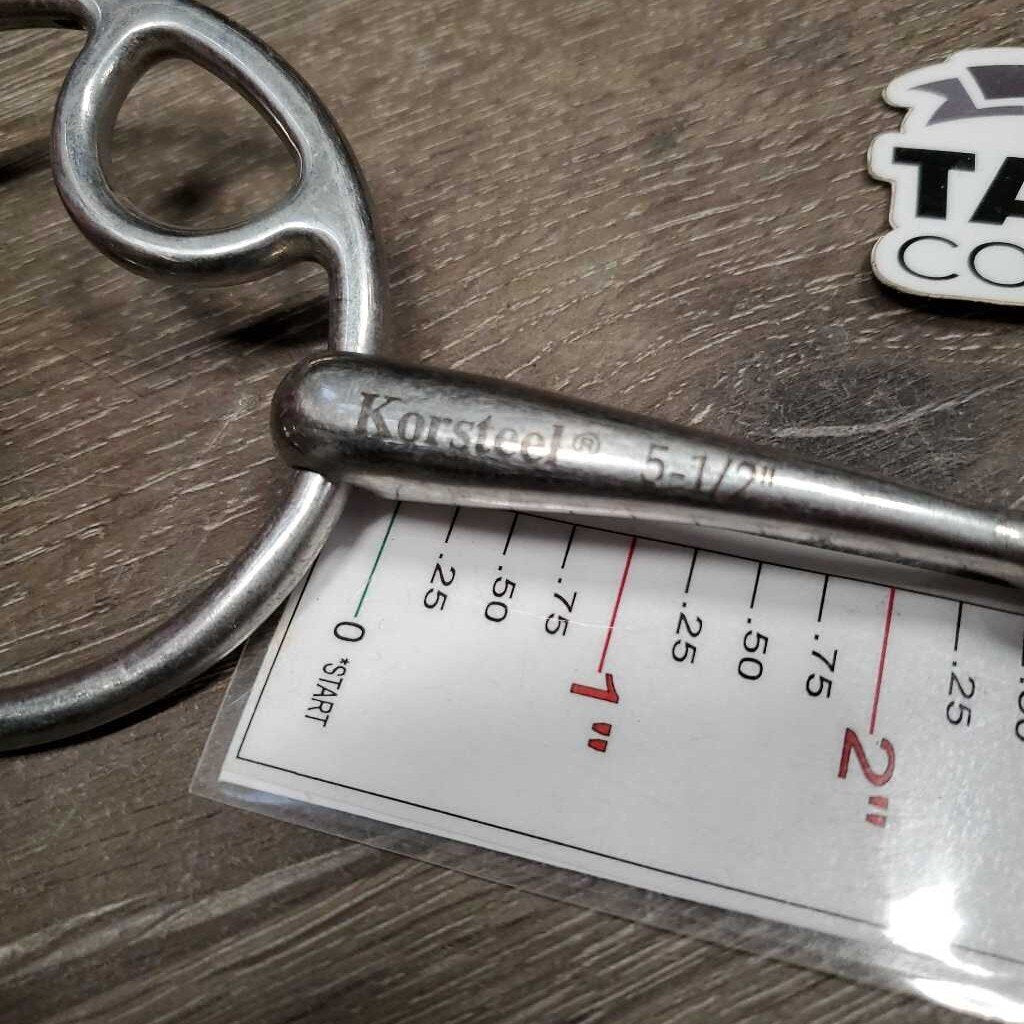 TA
CO
Korsteel® 5-1/2"
0 .25 .50 .75 1" .25 .50 .75 2" .25
*START